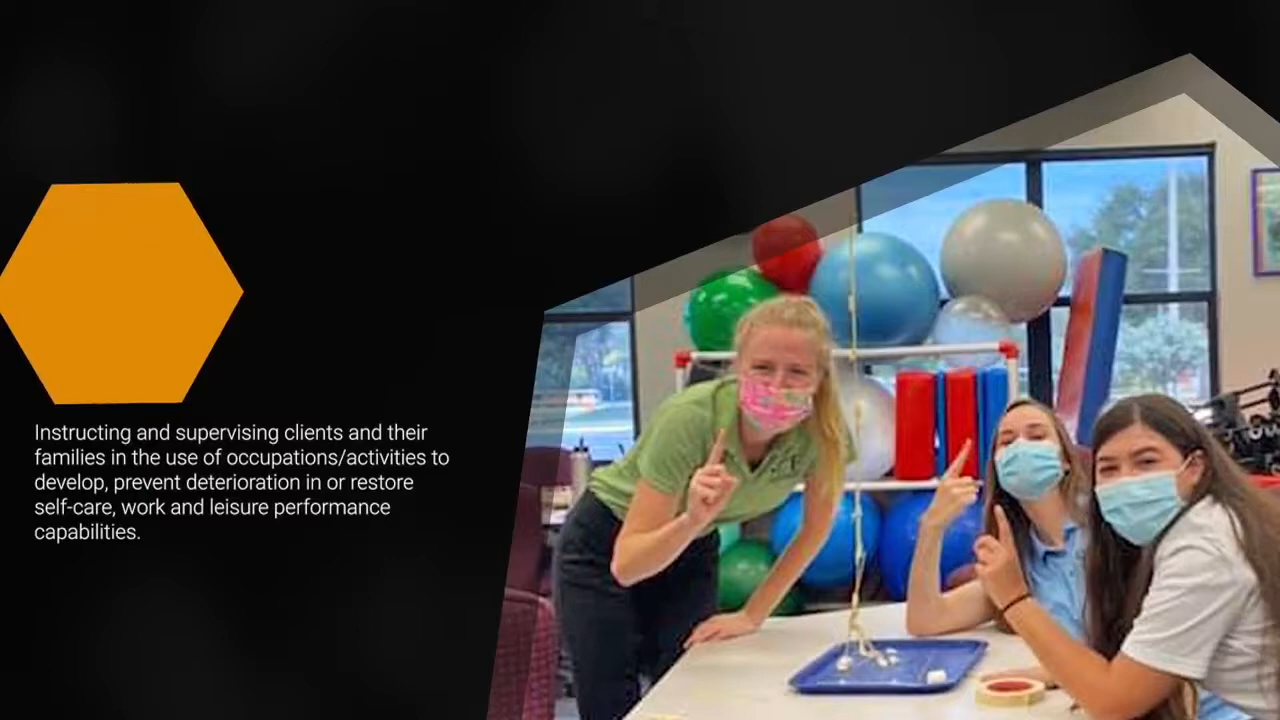 Instructing and supervising clients and their
families in the use of occupations/activities to
develop, prevent deterioration in or restore
self-care, work and leisure performance
capabilities.